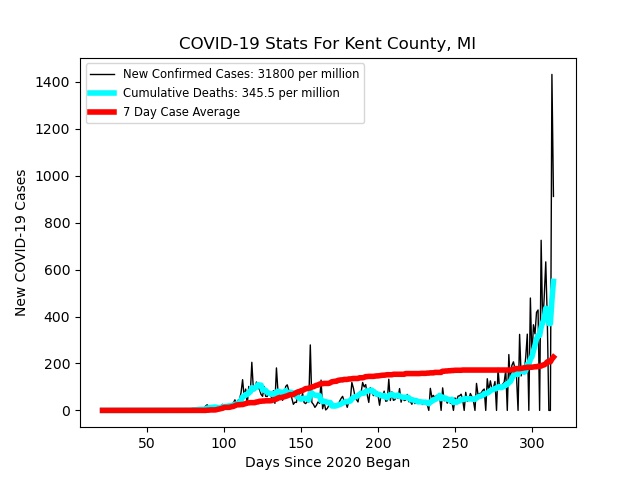 COVID-19 Stats For Kent County, MI
New Confirmed Cases: 31800 per million
Cumulative Deaths: 345.5 per million
7 Day Case Average
New COVID-19 Cases
1400
1200
1000
800
600
400
200
0
50
100
150
200
250
300
Days Since 2020 Began